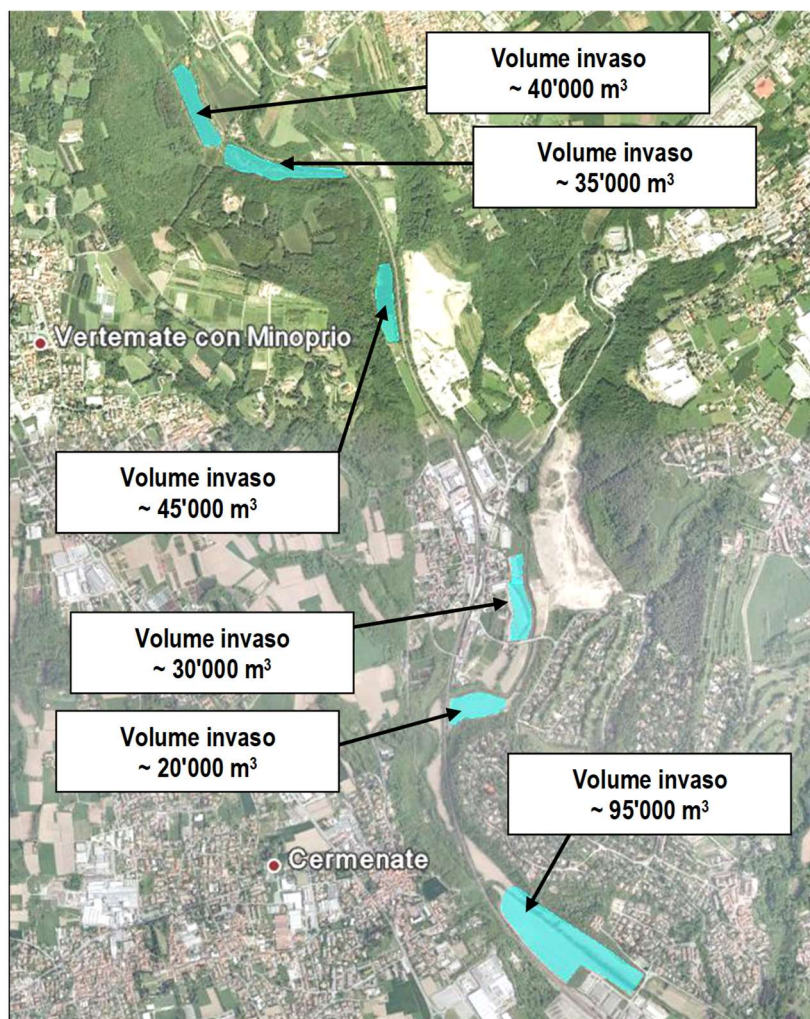 Volume invaso
~ 40'000 m³
Volume invaso
~ 35'000 m³
Vertemate con Minoprio
Volume invaso
~ 45'000 m³
Volume invaso
~ 30'000 m³
Volume invaso
~ 20'000 m³
Volume invaso
~ 95'000 m³
Cermenate